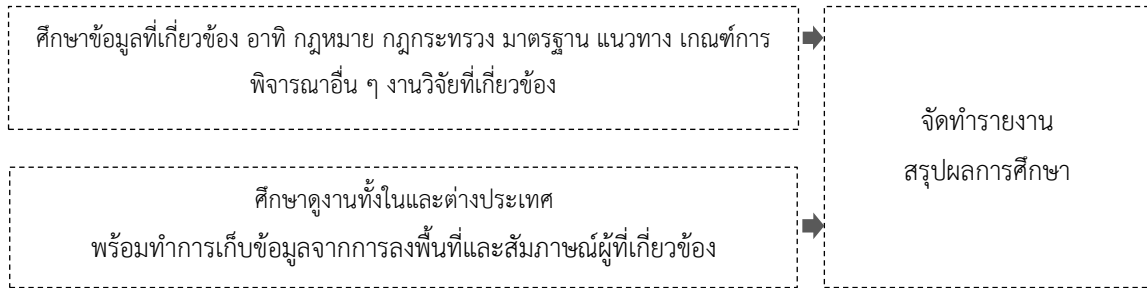 ศึกษาข้อมูลที่เกี่ยวข้อง อาทิ กฎหมาย กฎกระทรวง มาตรฐาน แนวทาง เกณฑ์การ
พิจารณาอื่น ๆ งานวิจัยที่เกี่ยวข้อง
ศึกษาดูงานทั้งในและต่างประเทศ
พร้อมทำการเก็บข้อมูลจากการลงพื้นที่และสัมภาษณ์ผู้ที่เกี่ยวข้อง
จัดทำรายงาน
สรุปผลการศึกษา